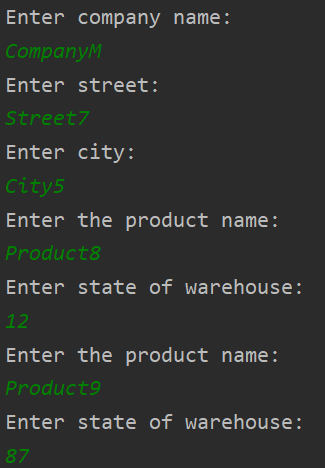 Enter company name:
CompanyM
Enter street:
Street7
Enter city:
City5
Enter the product name:
Product8
Enter state of warehouse:
12
Enter the product name:
Product9
Enter state of warehouse:
87